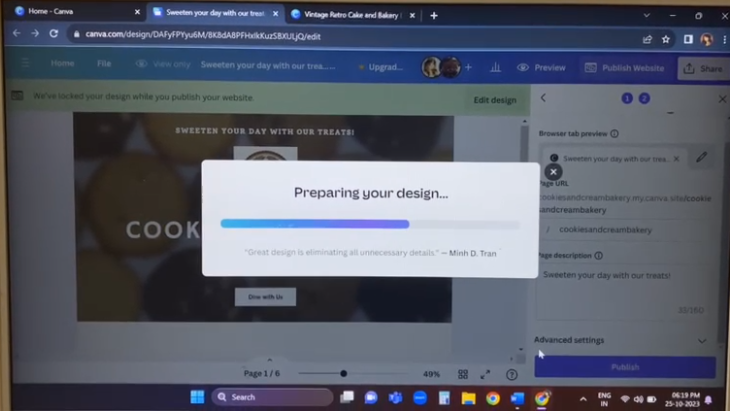 Home - Canva
Sweeten your day with our treat
Vintage Retro Cake and Bakery
canva.com/design/DAFyFPYyu6M/8K8dA8PFHxIkKuzSBXULjQ/edit
Home File View only Sweeten your day with our trea... Upgrad... Preview Publish Website Share
We've locked your design while you publish your website
Edit design
1 2
SWEETEN YOUR DAY WITH OUR TREATS!
Browser tab preview
Sweeten your day with our trea...
Preparing your design...
Page URL
cookiesandcreambakery.my.canva.site/cookie
sandcreambakery
COOK
/ cookiesandcreambakery
"Great design is eliminating all unnecessary details." — Minh D. Tran
Page description
Sweeten your day with our treats!
Dine with Us
Advanced settings
Publish
Page 1 / 6
49%
Search
ENG
IN
06:19 PM
25-10-2023